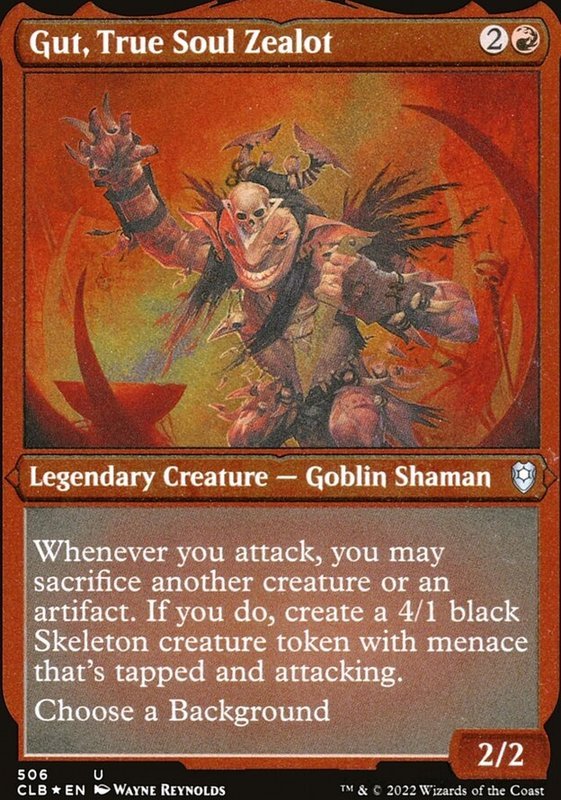 Gut, True Soul Zealot 2
Legendary Creature — Goblin Shaman
Whenever you attack, you may
sacrifice another creature or an
artifact. If you do, create a 4/1 black
Skeleton creature token with menace
that's tapped and attacking.
Choose a Background
2/2
506 U
CLB ★ EN Wayne Reynolds ™ & © 2022 Wizards of the Coast